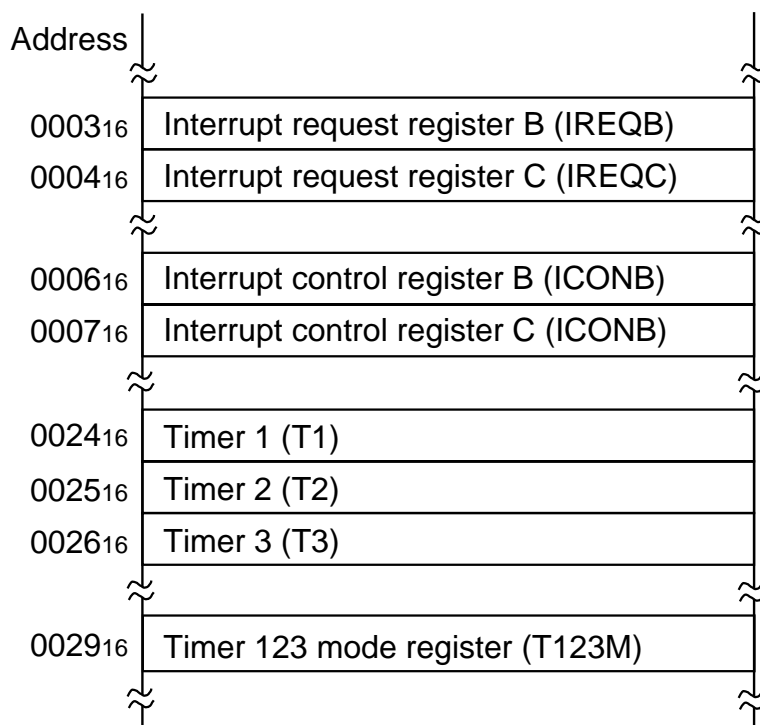 Address
0003₁₆ Interrupt request register B (IREQB)
0004₁₆ Interrupt request register C (IREQC)
0006₁₆ Interrupt control register B (ICONB)
0007₁₆ Interrupt control register C (ICONB)
0024₁₆ Timer 1 (T1)
0025₁₆ Timer 2 (T2)
0026₁₆ Timer 3 (T3)
0029₁₆ Timer 123 mode register (T123M)